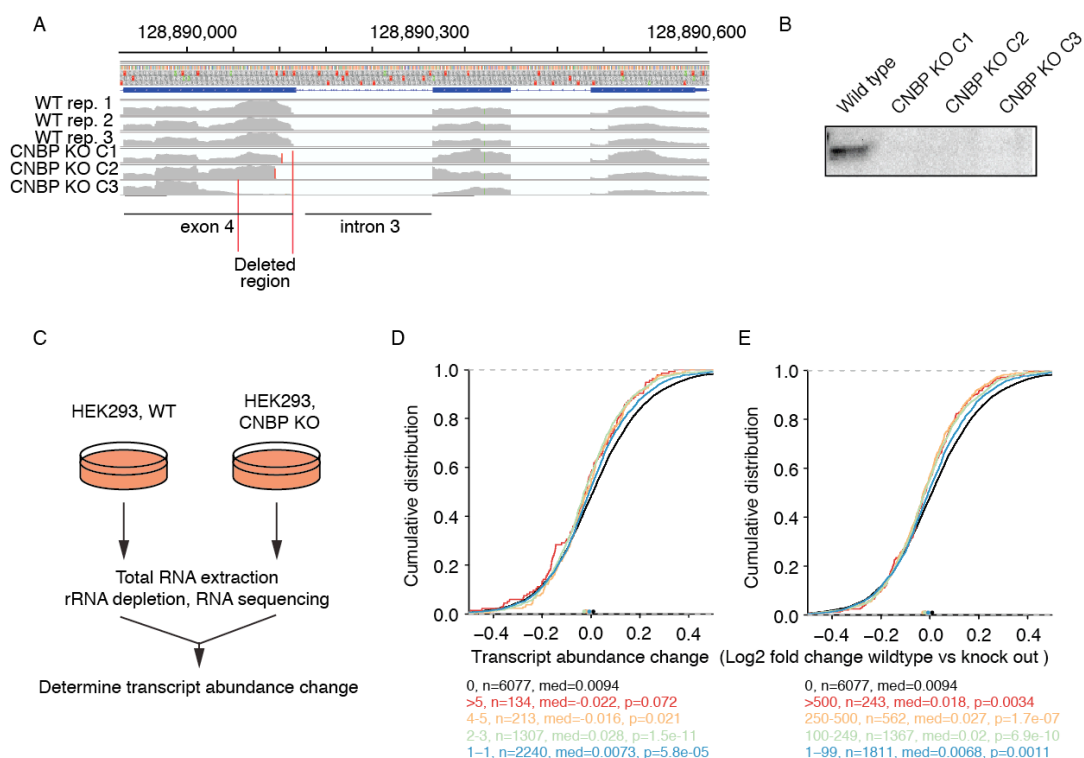 A
128,890,000
128,890,300
128,890,600
WT rep. 1
WT rep. 2
WT rep. 3
CNBP KO C1
CNBP KO C2
CNBP KO C3
exon 4
intron 3
Deleted
region
B
Wild type
CNBP KO C1
CNBP KO C2
CNBP KO C3
C
HEK293, WT
HEK293,
CNBP KO
Total RNA extraction
rRNA depletion, RNA sequencing
Determine transcript abundance change
D
Cumulative distribution
1.0
0.8
0.6
0.4
0.2
0.0
−0.4 −0.2 0.0 0.2 0.4
E
Cumulative distribution
1.0
0.8
0.6
0.4
0.2
0.0
−0.4 −0.2 0.0 0.2 0.4
Transcript abundance change (Log2 fold change wildtype vs knock out )
0, n=6077, med=0.0094
>5, n=134, med=-0.022, p=0.072
4-5, n=213, med=-0.016, p=0.021
2-3, n=1307, med=0.028, p=1.5e-11
1-1, n=2240, med=0.0073, p=5.8e-05
0, n=6077, med=0.0094
>500, n=243, med=0.018, p=0.0034
250-500, n=562, med=0.027, p=1.7e-07
100-249, n=1367, med=0.02, p=6.9e-10
1-99, n=1811, med=0.0068, p=0.0011